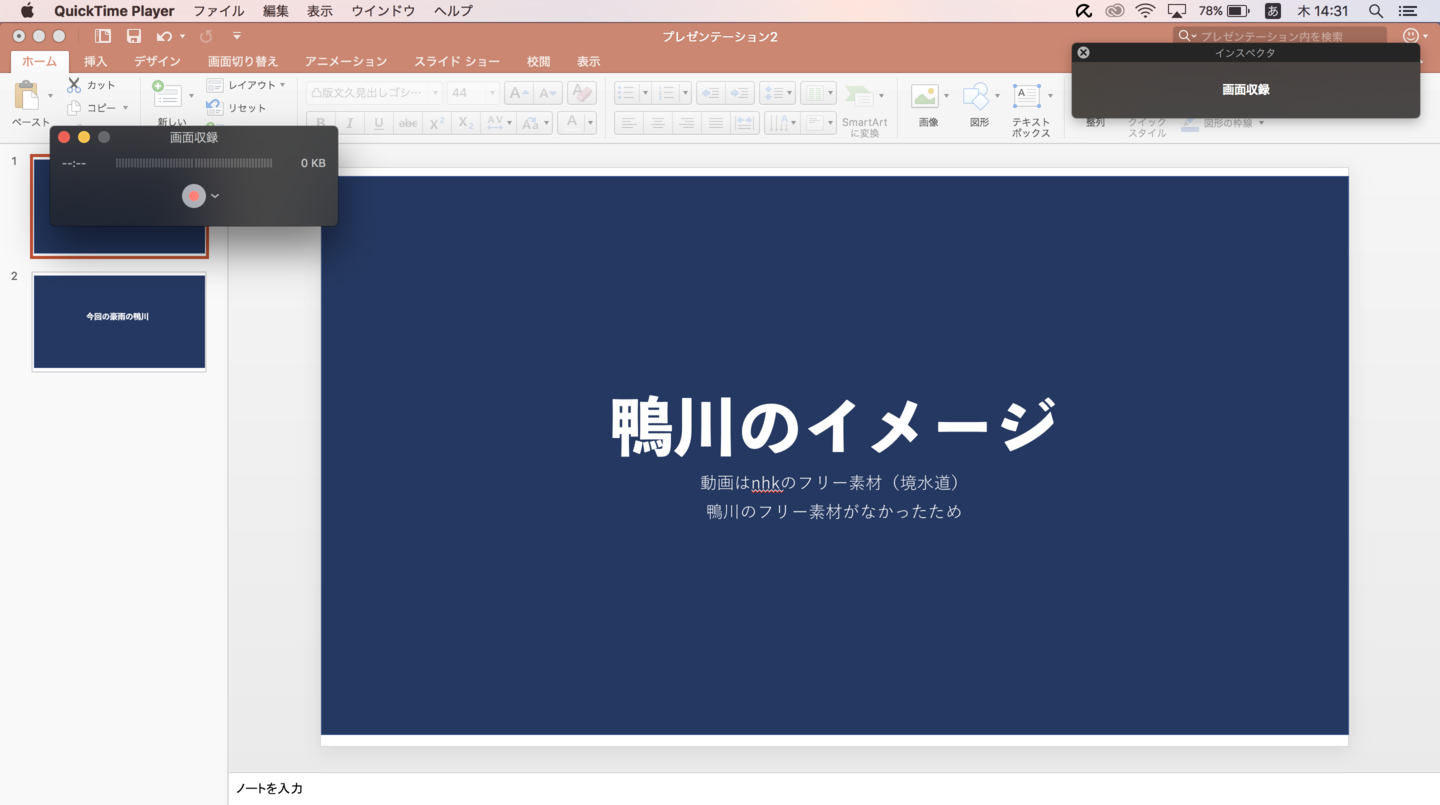 QuickTime Player ファイル 編集 表示 ウインドウ ヘルプ 78% あ 木 14:31
プレゼンテーション2 プレゼンテーション内を検索
ホーム 挿入 デザイン 画面切り替え アニメーション スライド ショー 校閲 表示
インスペクタ
画面収録
カット
コピー
ペースト
新しい
レイアウト
リセット
凸版文久見出しゴシ… 44 A A A
B I U abc X² X₂ AV Aa A
SmartArt
に変換
画像
図形
テキスト
ボックス
整列
クイック
スタイル
図形の枠線
画面収録
--:-- 0 KB
1
2
今回の豪雨の鴨川
鴨川のイメージ
動画はnhkのフリー素材（境水道）
鴨川のフリー素材がなかったため
ノートを入力